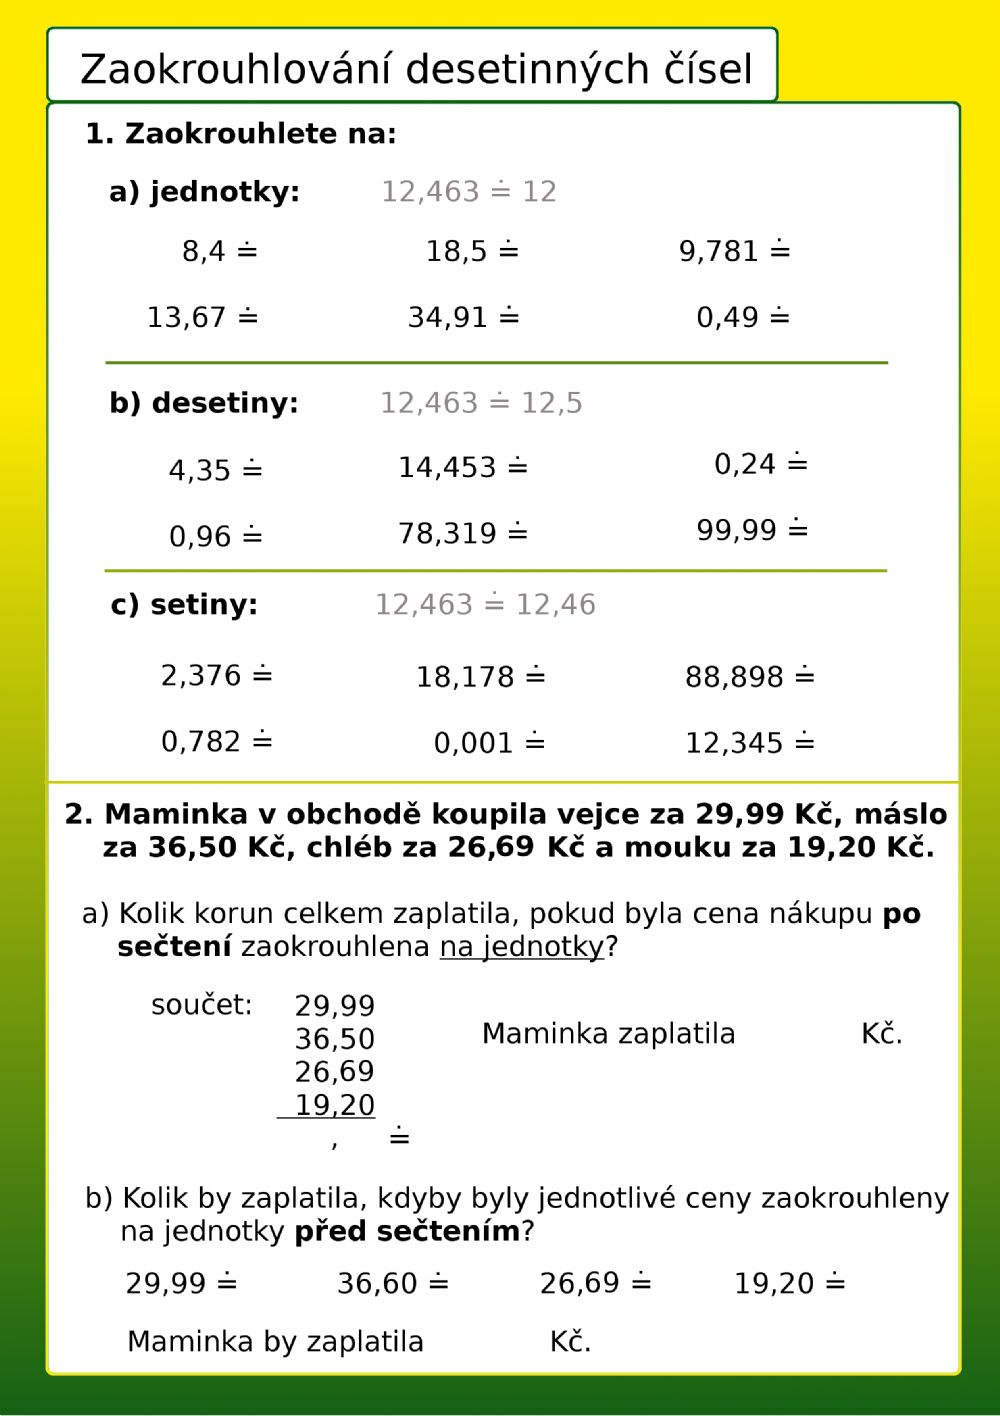 Zaokrouhlování desetinných čísel
1. Zaokrouhlete na:
a) jednotky: 12,463 ≐ 12
8,4 ≐ 18,5 ≐ 9,781 ≐
13,67 ≐ 34,91 ≐ 0,49 ≐
b) desetiny: 12,463 ≐ 12,5
4,35 ≐ 14,453 ≐ 0,24 ≐
0,96 ≐ 78,319 ≐ 99,99 ≐
c) setiny: 12,463 ≐ 12,46
2,376 ≐ 18,178 ≐ 88,898 ≐
0,782 ≐ 0,001 ≐ 12,345 ≐
2. Maminka v obchodě koupila vejce za 29,99 Kč, máslo
za 36,50 Kč, chléb za 26,69 Kč a mouku za 19,20 Kč.
a) Kolik korun celkem zaplatila, pokud byla cena nákupu po
sečtení zaokrouhlena na jednotky?
součet: 29,99
36,50
Maminka zaplatila Kč.
26,69
19,20
, ≐
b) Kolik by zaplatila, kdyby byly jednotlivé ceny zaokrouhleny
na jednotky před sečtením?
29,99 ≐ 36,60 ≐ 26,69 ≐ 19,20 ≐
Maminka by zaplatila Kč.